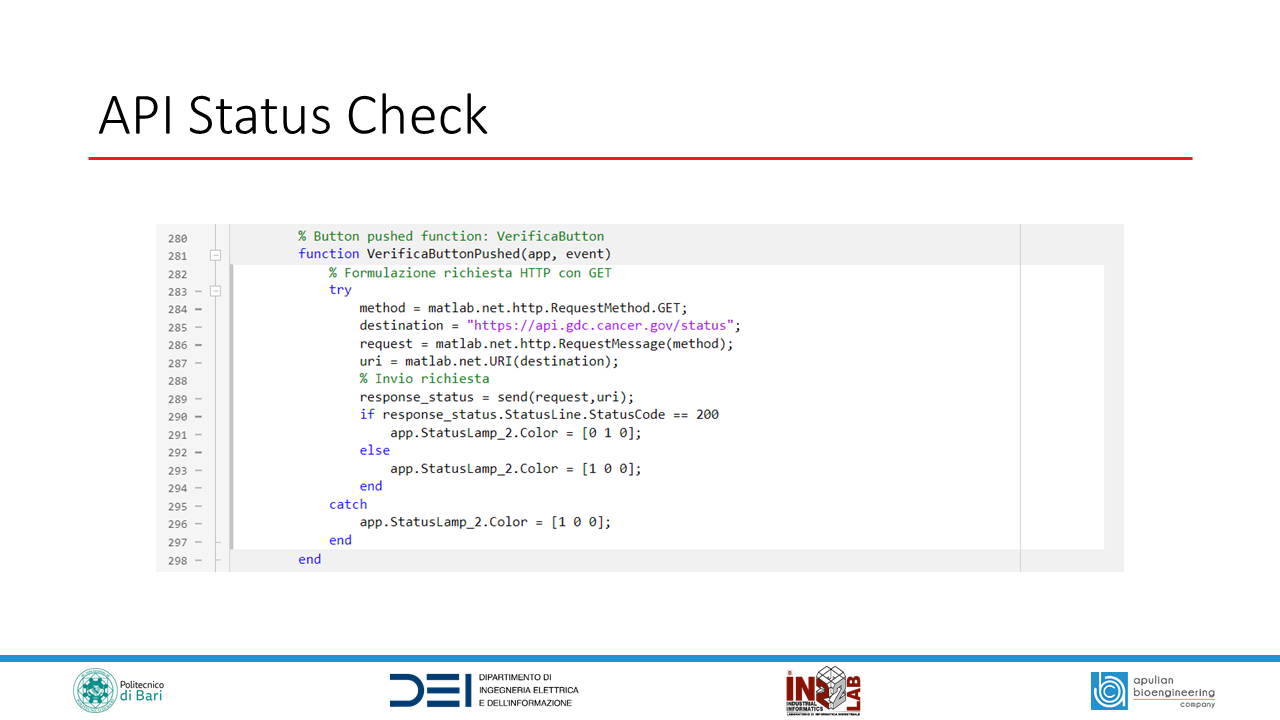 API Status Check
280 % Button pushed function: VerificaButton
281 function VerificaButtonPushed(app, event)
282 % Formulazione richiesta HTTP con GET
283 try
284 method = matlab.net.http.RequestMethod.GET;
285 destination = "https://api.gdc.cancer.gov/status";
286 request = matlab.net.http.RequestMessage(method);
287 uri = matlab.net.URI(destination);
288 % Invio richiesta
289 response_status = send(request,uri);
290 if response_status.StatusLine.StatusCode == 200
291 app.StatusLamp_2.Color = [0 1 0];
292 else
293 app.StatusLamp_2.Color = [1 0 0];
294 end
295 catch
296 app.StatusLamp_2.Color = [1 0 0];
297 end
298 end
Politecnico
di Bari
DEI
DIPARTIMENTO DI
INGEGNERIA ELETTRICA
E DELL'INFORMAZIONE
INDUSTRIAL
INFORMATICS
LAB
LABORATORIO DI INFORMATICA INDUSTRIALE
apulian
bioengineering
company